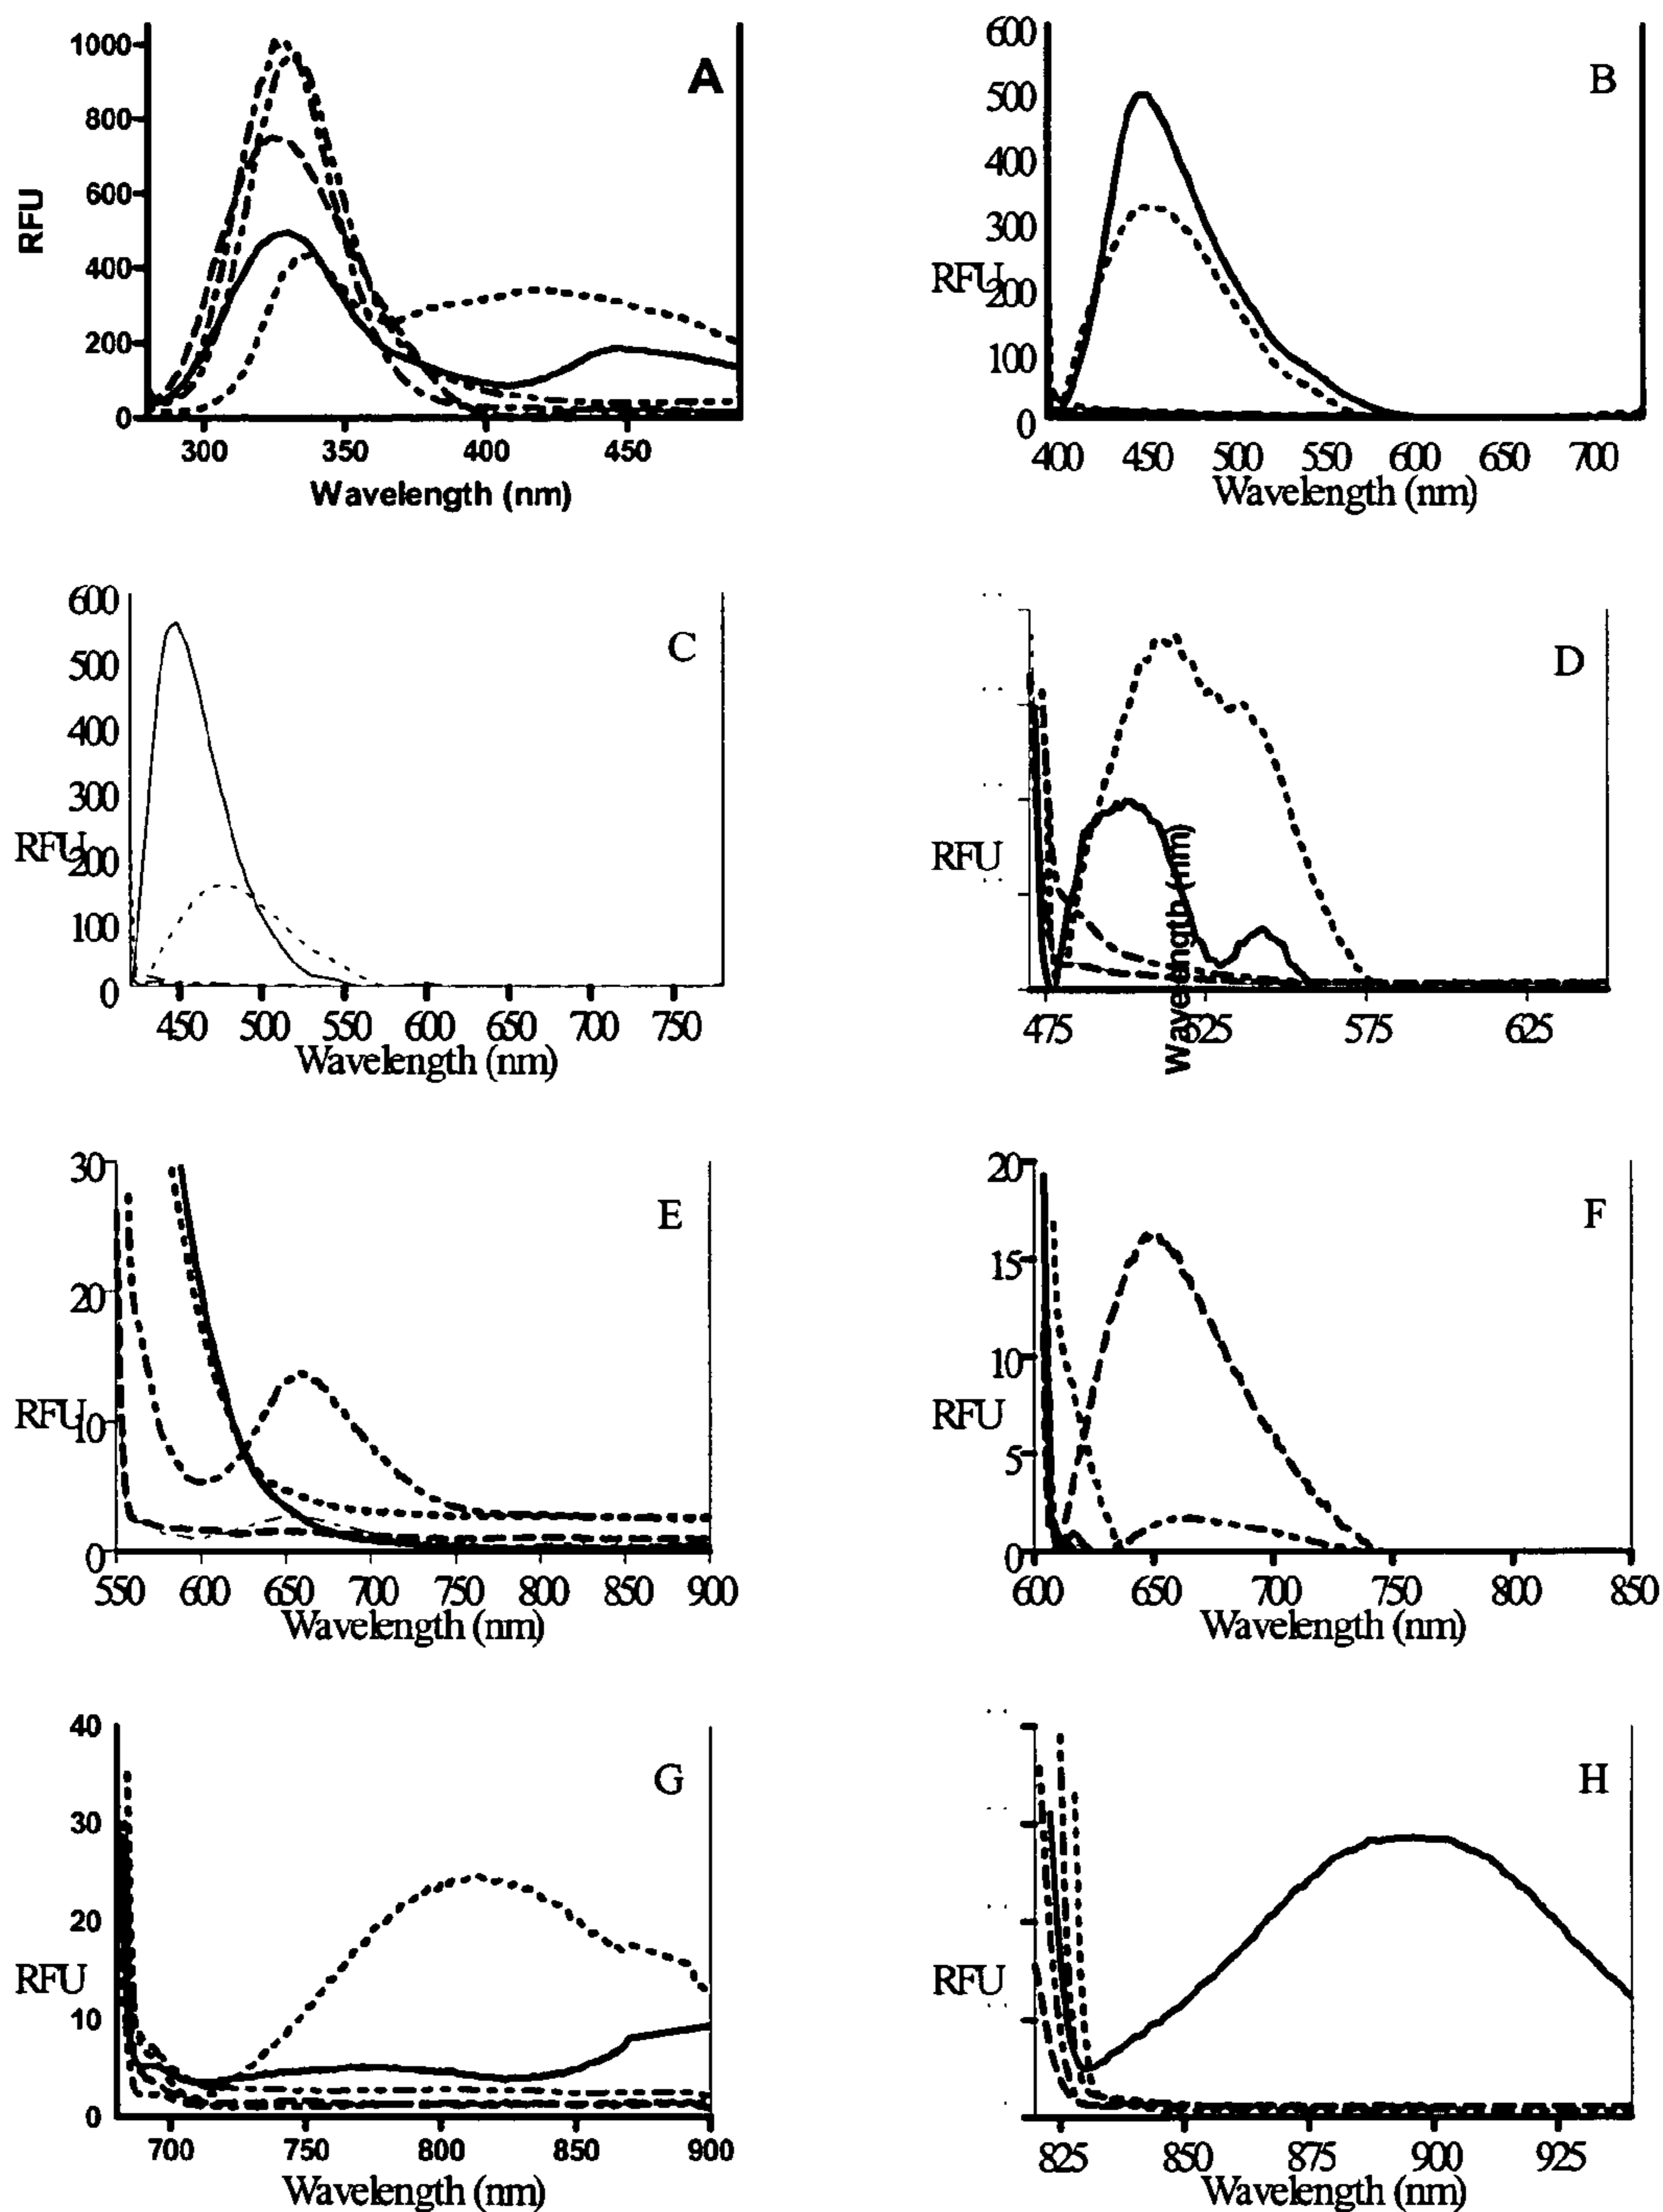 A
1000
800
600
400
200
0
RFU
300 350 400 450
Wavelength (nm)
B
600
500
400
300
200
100
0
RFU
400 450 500 550 600 650 700
Wavelength (nm)
C
600
500
400
300
200
100
0
RFU
450 500 550 600 650 700 750
Wavelength (nm)
D
RFU
Wavelength (nm)
475 525 575 625
E
30
20
10
0
RFU
550 600 650 700 750 800 850 900
Wavelength (nm)
F
20
15
10
5
0
RFU
600 650 700 750 800 850
Wavelength (nm)
G
40
30
20
10
0
RFU
700 750 800 850 900
Wavelength (nm)
H
RFU
825 850 875 900 925
Wavelength (nm)